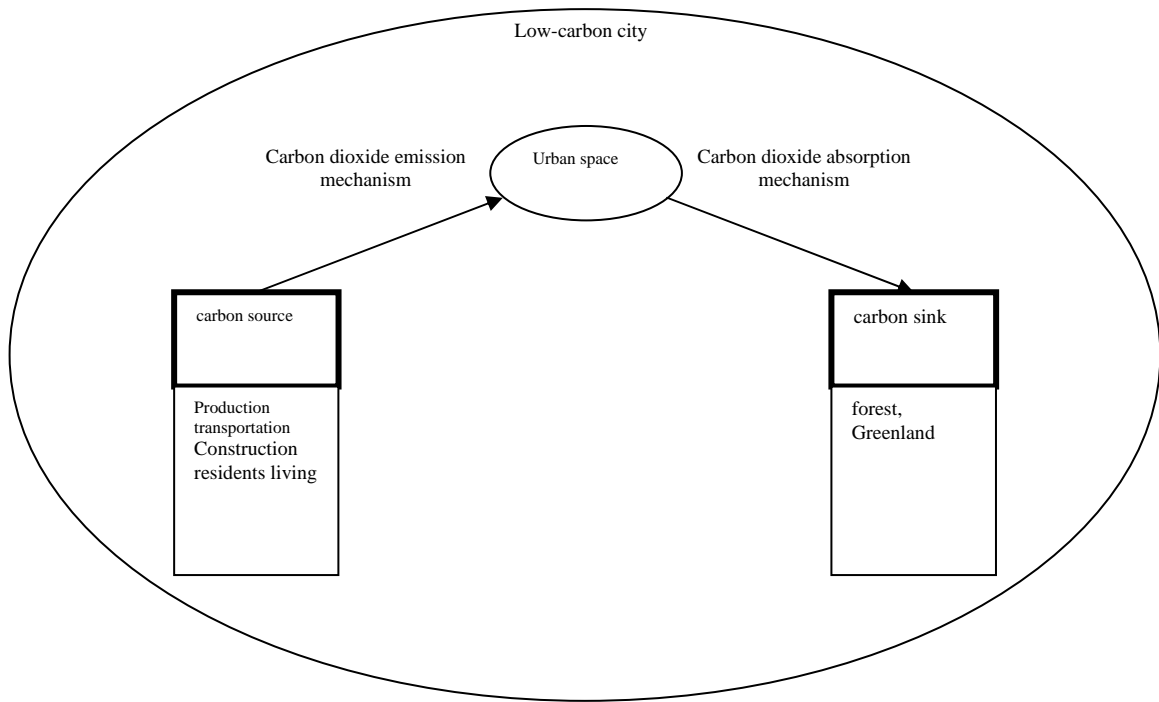 Low-carbon city
Carbon dioxide emission
mechanism
Urban space
Carbon dioxide absorption
mechanism
carbon source
Production
transportation
Construction
residents living
carbon sink
forest,
Greenland